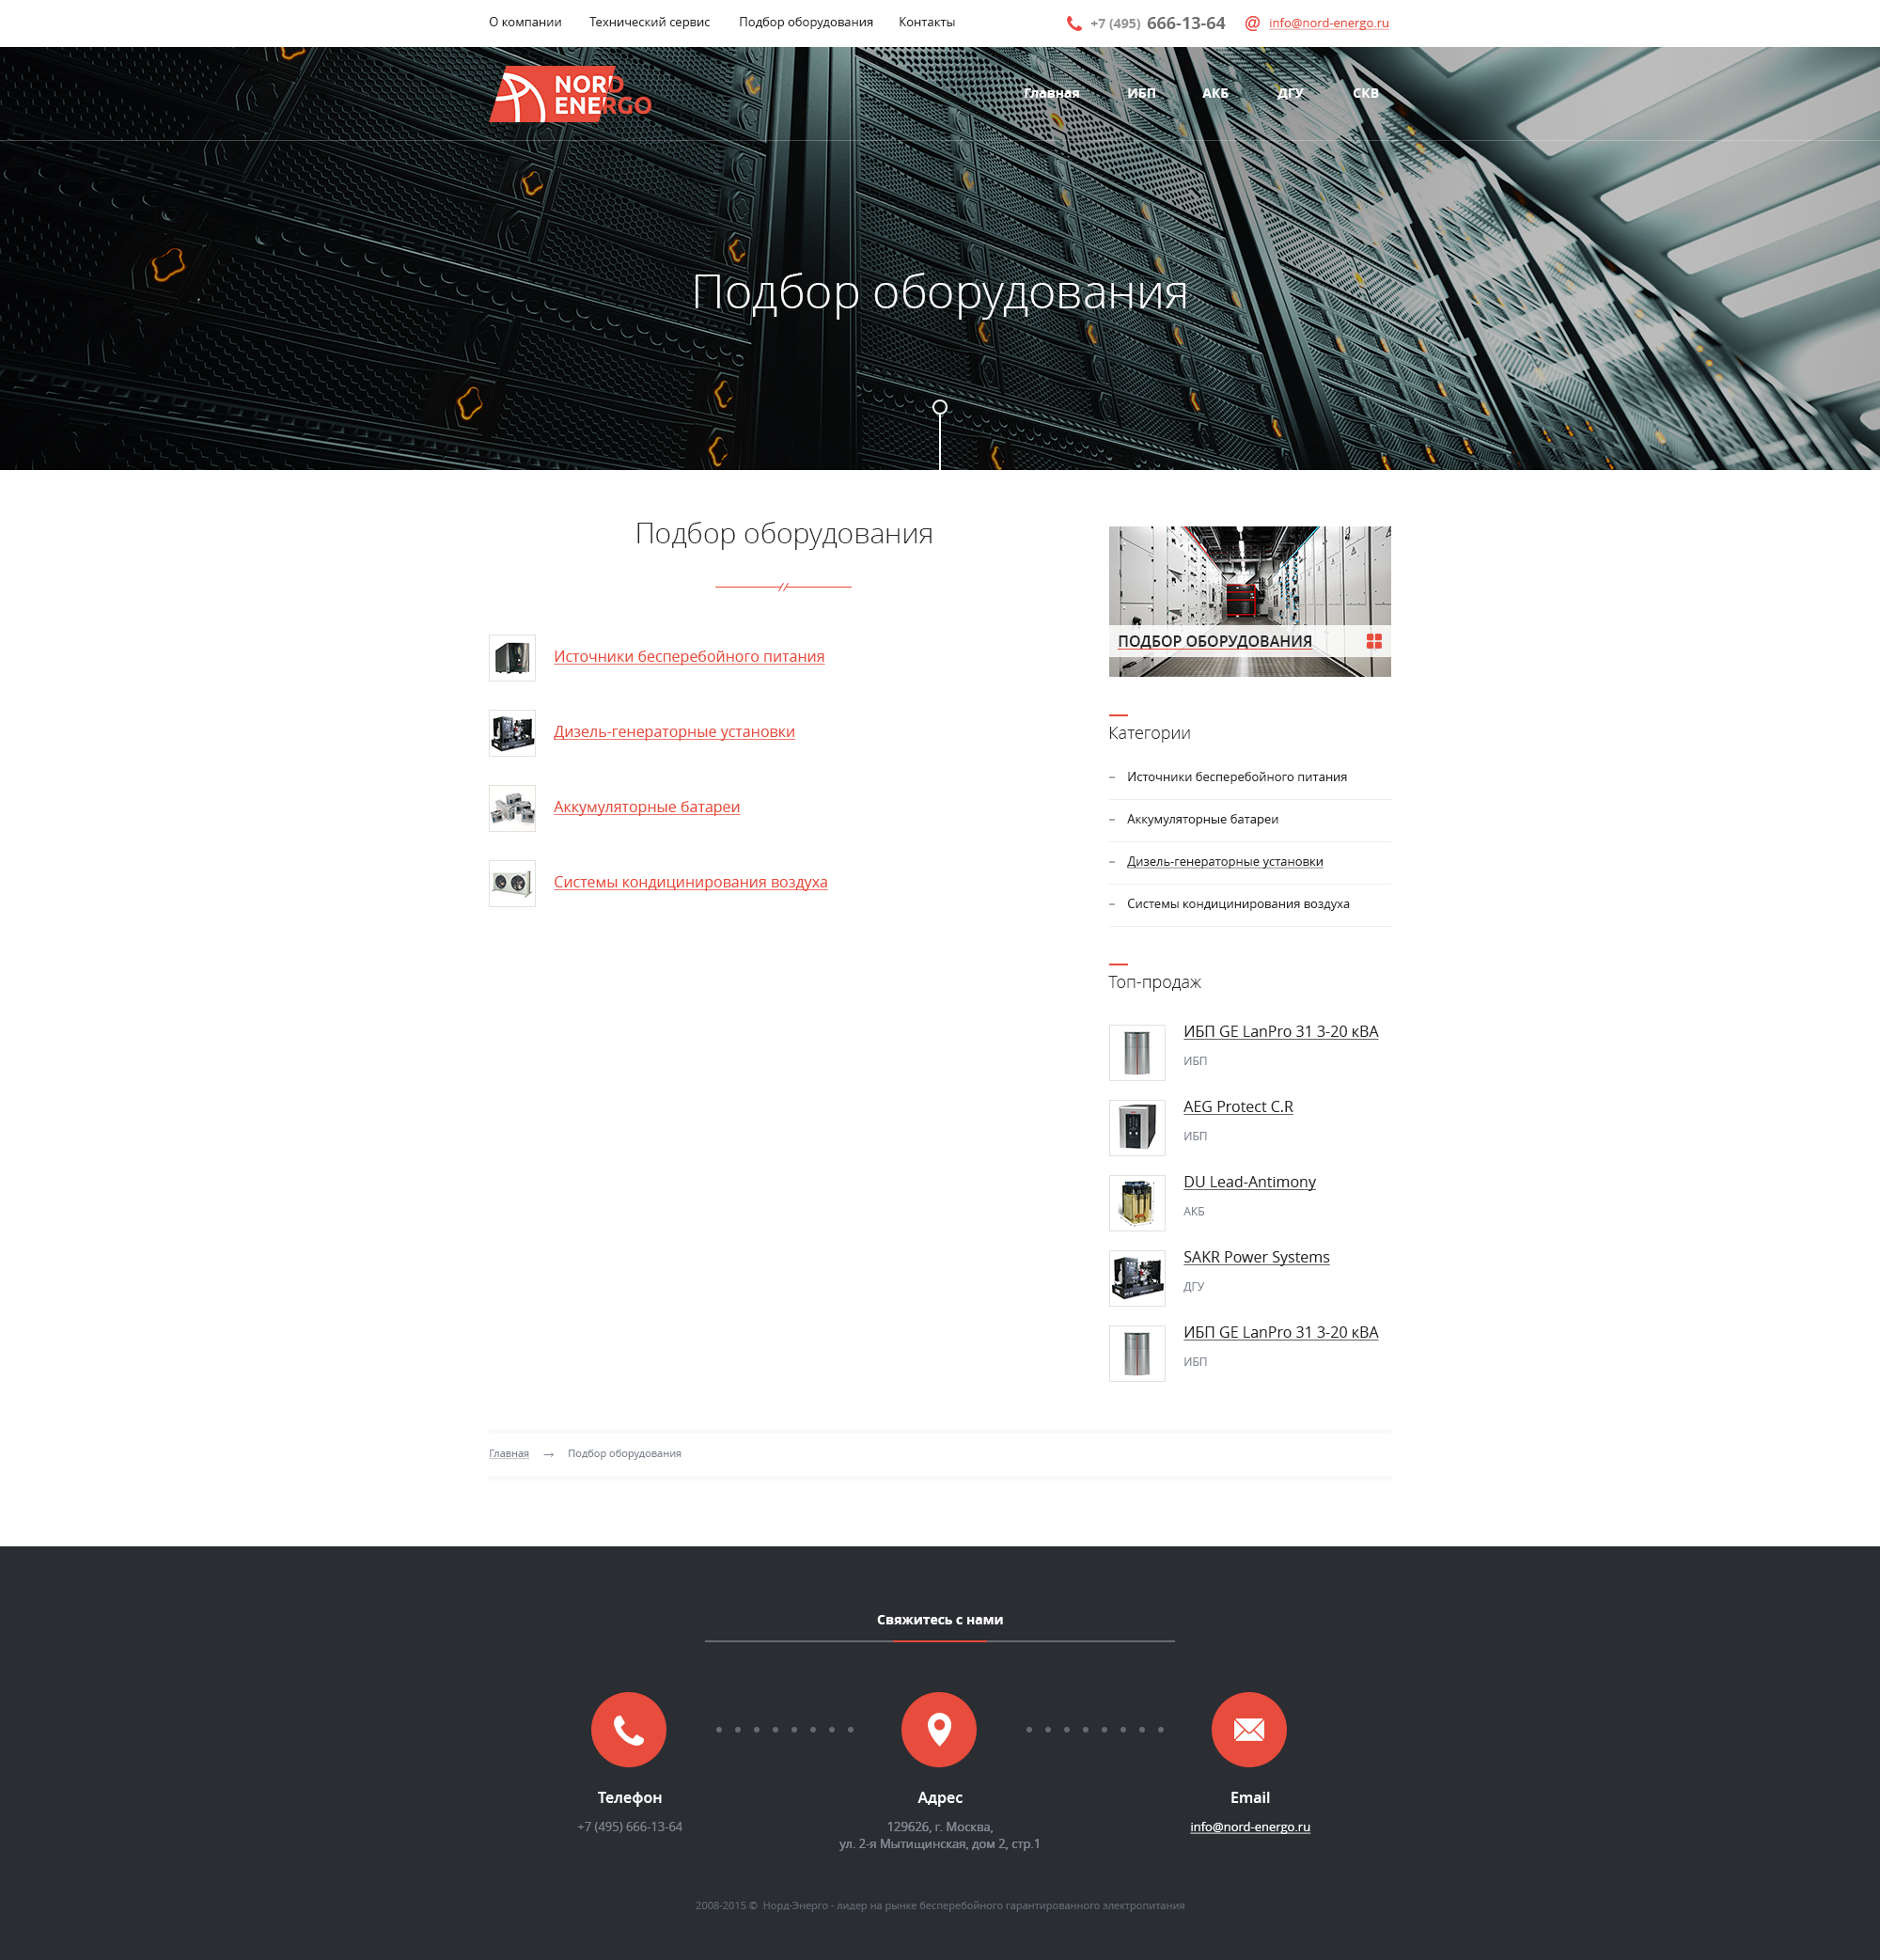 О компании Технический сервис Подбор оборудования Контакты +7 (495) 666-13-64 info@nord-energo.ru
NORD
ENERGO
Главная ИБП АКБ ДГУ СКВ
Подбор оборудования
Подбор оборудования
Источники бесперебойного питания
Дизель-генераторные установки
Аккумуляторные батареи
Системы кондицинирования воздуха
ПОДБОР ОБОРУДОВАНИЯ
Категории
– Источники бесперебойного питания
– Аккумуляторные батареи
– Дизель-генераторные установки
– Системы кондицинирования воздуха
Топ-продаж
ИБП GE LanPro 31 3-20 кВА
ИБП
AEG Protect C.R
ИБП
DU Lead-Antimony
АКБ
SAKR Power Systems
ДГУ
ИБП GE LanPro 31 3-20 кВА
ИБП
Главная → Подбор оборудования
Свяжитесь с нами
Телефон
+7 (495) 666-13-64
Адрес
129626, г. Москва,
ул. 2-я Мытищинская, дом 2, стр.1
Email
info@nord-energo.ru
2008-2015 © Норд-Энерго - лидер на рынке бесперебойного гарантированного электропитания